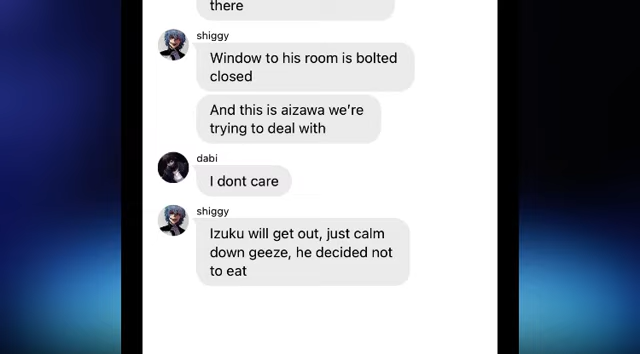 there
shiggy
Window to his room is bolted
closed
And this is aizawa we're
trying to deal with
dabi
I dont care
shiggy
Izuku will get out, just calm
down geeze, he decided not
to eat